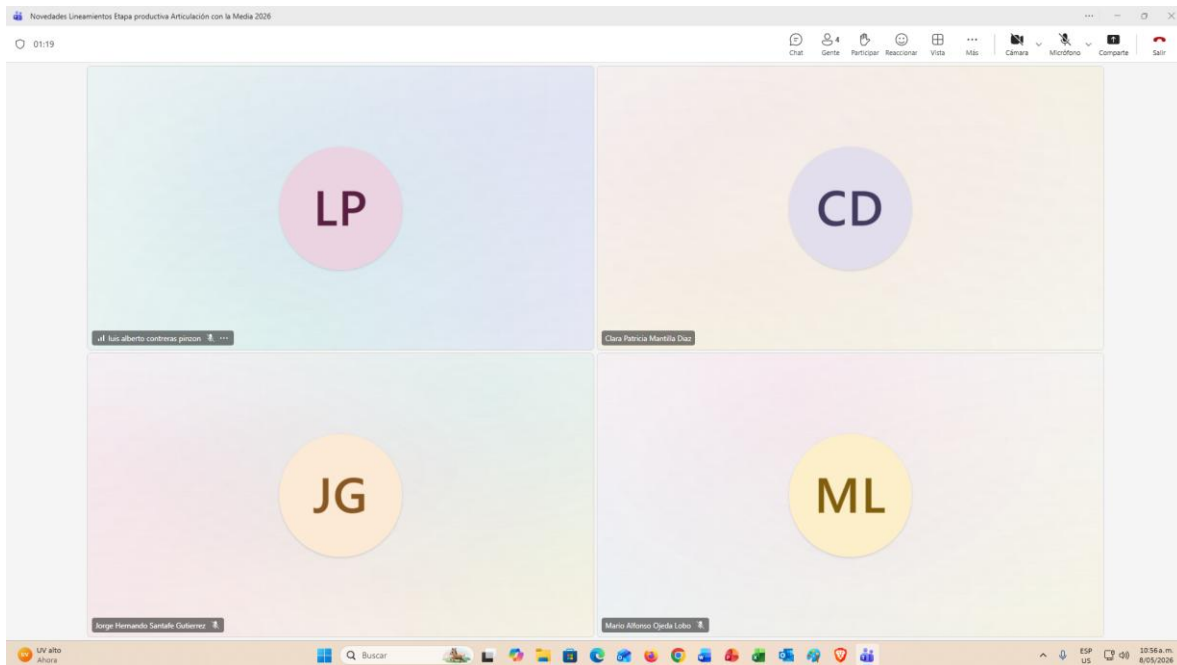 Novedades Lineamientos Etapa productiva Articulación con la Media 2026
01:19
4
Chat Gente Participar Reaccionar Vista Más Cámara Micrófono Comparte Salir
LP
CD
luis alberto contreras pinzon
Clara Patricia Mantilla Diaz
JG
ML
Jorge Hernando Santafe Gutierrez
Mario Alfonso Ojeda Lobo
UV alto
Ahora
Buscar
ESP
US
10:56 a.m.
8/05/2026